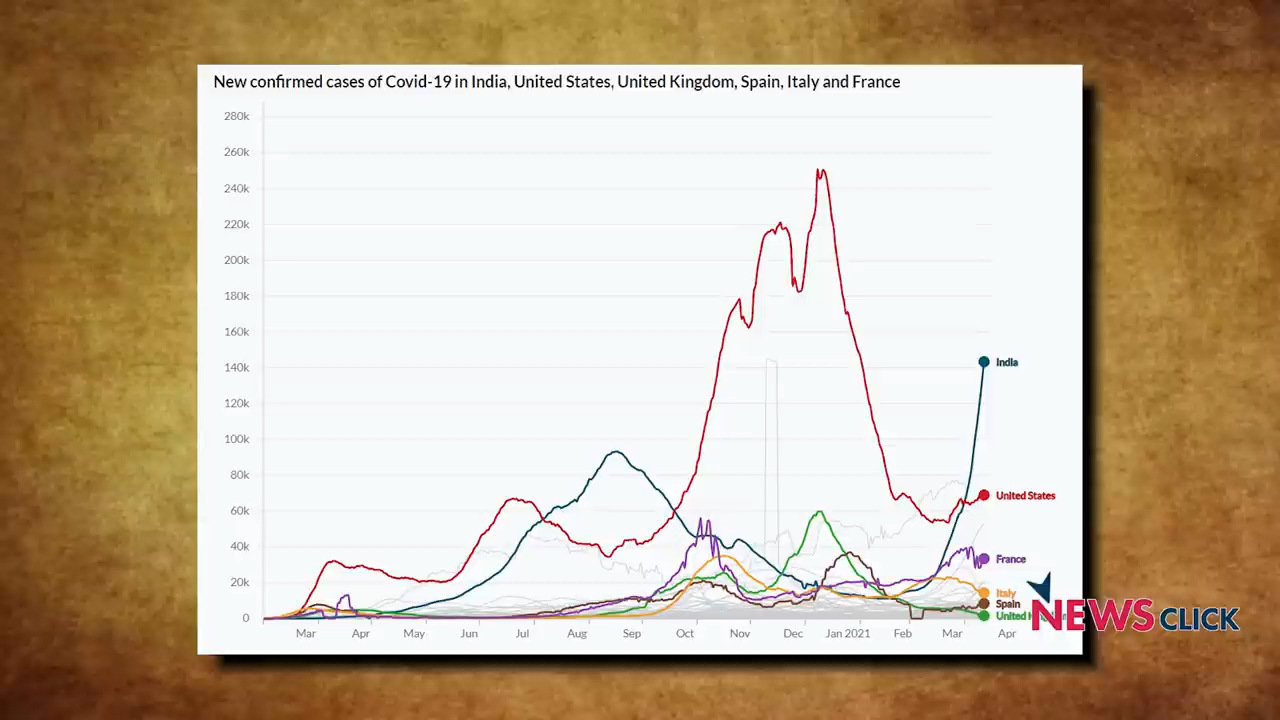 New confirmed cases of Covid-19 in India, United States, United Kingdom, Spain, Italy and France
280k
260k
240k
220k
200k
180k
160k
140k
India
120k
100k
80k
United States
60k
40k
France
20k
Italy
Spain
United
0
Mar Apr May Jun Jul Aug Sep Oct Nov Dec Jan 2021 Feb Mar Apr
NEWSCLICK